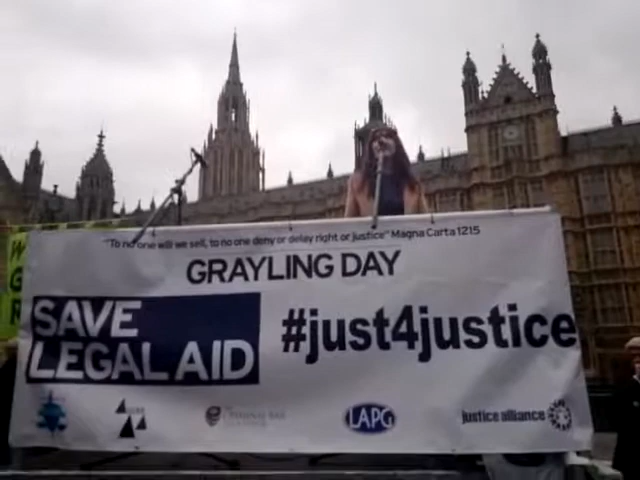 "To no one will we sell, to no one deny or delay right or justice" Magna Carta 1215
GRAYLING DAY
SAVE
LEGAL AID
#just4justice
LAPG
justice alliance